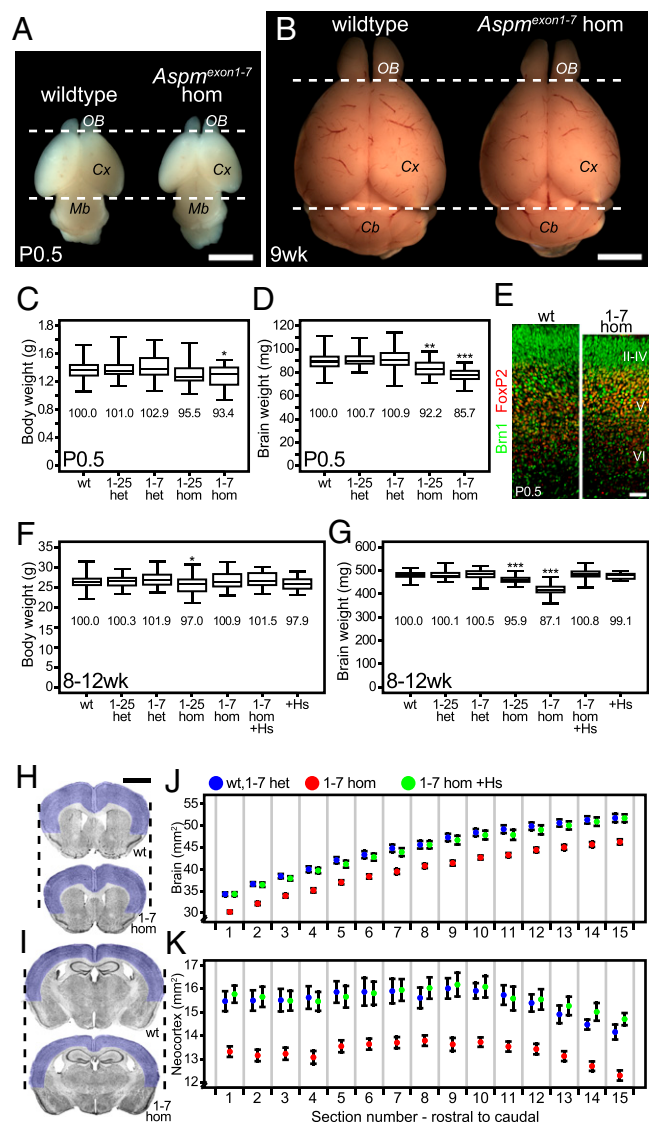 A
B
wildtype
Aspm^exon1-7 hom
OB
OB
Cx
Mb
P0.5
wildtype
Aspm^exon1-7 hom
OB
OB
Cx
Cx
Cb
Cb
9wk
C
Body weight (g)
1.8
1.5
1.2
0.9
0.6
0.3
0
*
100.0 101.0 102.9 95.5 93.4
P0.5
wt 1-25 het 1-7 het 1-25 hom 1-7 hom
D
Brain weight (mg)
120
100
80
60
40
20
0
** ***
100.0 100.7 100.9 92.2 85.7
P0.5
wt 1-25 het 1-7 het 1-25 hom 1-7 hom
E
wt 1-7 hom
Brn1 FoxP2
II-IV
V
VI
P0.5
F
Body weight (g)
35
30
25
20
15
10
5
0
*
100.0 100.3 101.9 97.0 100.9 101.5 97.9
8-12wk
wt 1-25 het 1-7 het 1-25 hom 1-7 hom 1-7 hom +Hs +Hs
G
Brain weight (mg)
600
500
400
300
200
100
0
*** ***
100.0 100.1 100.5 95.9 87.1 100.8 99.1
8-12wk
wt 1-25 het 1-7 het 1-25 hom 1-7 hom 1-7 hom +Hs +Hs
H
wt
1-7 hom
I
wt
1-7 hom
J
wt,1-7 het 1-7 hom 1-7 hom +Hs
Brain (mm²)
55
50
45
40
35
30
1 2 3 4 5 6 7 8 9 10 11 12 13 14 15
K
Neocortex (mm²)
17
16
15
14
13
12
1 2 3 4 5 6 7 8 9 10 11 12 13 14 15
Section number - rostral to caudal